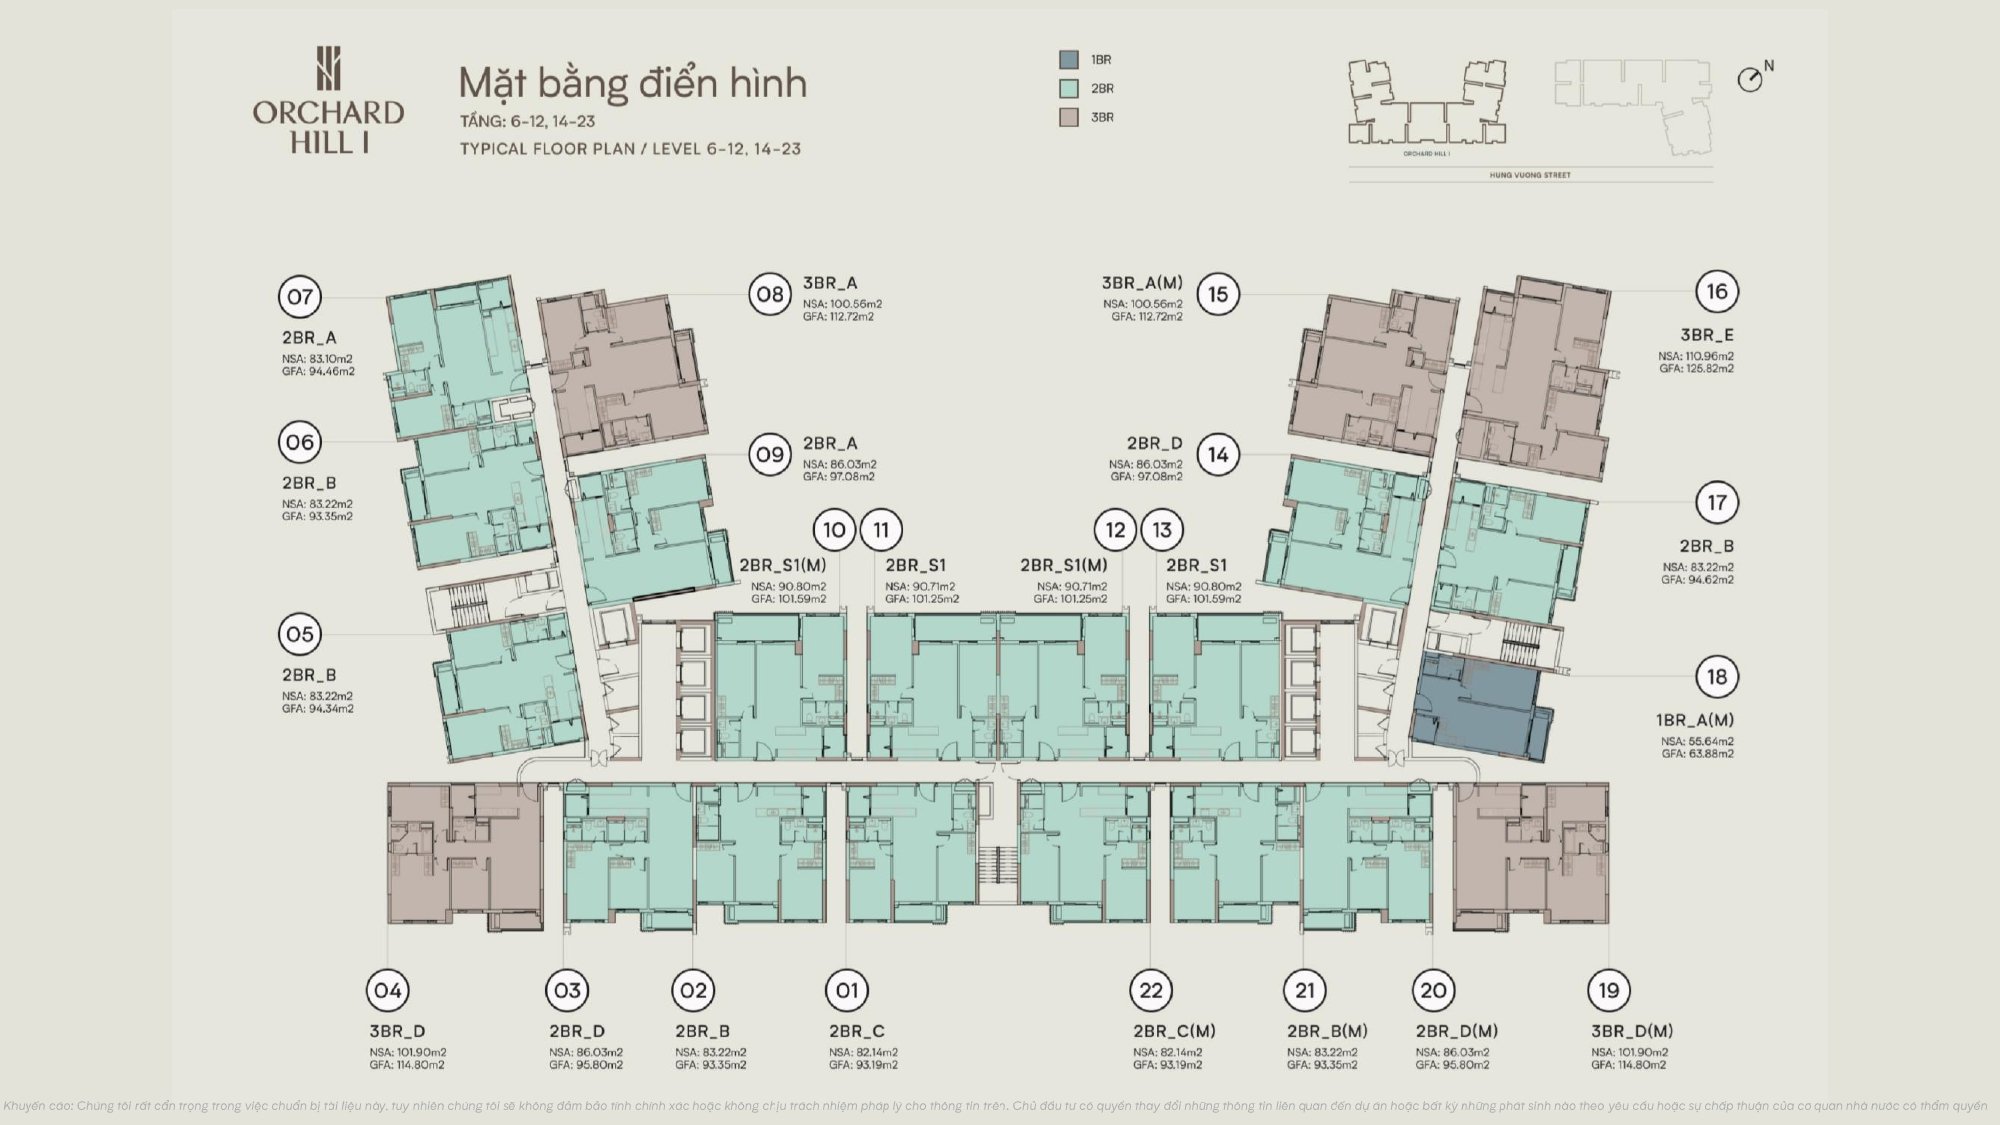 ORCHARD
HILL I
Mặt bằng điển hình
TẦNG: 6-12, 14-23
TYPICAL FLOOR PLAN / LEVEL 6-12, 14-23
1BR
2BR
3BR
N
ORCHARD HILL I
HUNG VUONG STREET
07
2BR_A
NSA: 83.10m2
GFA: 94.46m2
08
3BR_A
NSA: 100.56m2
GFA: 112.72m2
3BR_A(M)
NSA: 100.56m2
GFA: 112.72m2
15
16
3BR_E
NSA: 110.96m2
GFA: 125.82m2
06
2BR_B
NSA: 83.22m2
GFA: 93.35m2
09
2BR_A
NSA: 86.03m2
GFA: 97.08m2
2BR_D
NSA: 86.03m2
GFA: 97.08m2
14
17
2BR_B
NSA: 83.22m2
GFA: 94.62m2
10
2BR_S1(M)
NSA: 90.80m2
GFA: 101.59m2
11
2BR_S1
NSA: 90.71m2
GFA: 101.25m2
12
2BR_S1(M)
NSA: 90.71m2
GFA: 101.25m2
13
2BR_S1
NSA: 90.80m2
GFA: 101.59m2
05
2BR_B
NSA: 83.22m2
GFA: 94.34m2
18
1BR_A(M)
NSA: 55.64m2
GFA: 63.88m2
04
3BR_D
NSA: 101.90m2
GFA: 114.80m2
03
2BR_D
NSA: 86.03m2
GFA: 95.80m2
02
2BR_B
NSA: 83.22m2
GFA: 93.35m2
01
2BR_C
NSA: 82.14m2
GFA: 93.19m2
22
2BR_C(M)
NSA: 82.14m2
GFA: 93.19m2
21
2BR_B(M)
NSA: 83.22m2
GFA: 93.35m2
20
2BR_D(M)
NSA: 86.03m2
GFA: 95.80m2
19
3BR_D(M)
NSA: 101.90m2
GFA: 114.80m2
Khuyến cáo: Chúng tôi rất cẩn trọng trong việc chuẩn bị tài liệu này, tuy nhiên chúng tôi sẽ không đảm bảo tính chính xác hoặc không chịu trách nhiệm pháp lý cho thông tin trên. Chủ đầu tư có quyền thay đổi những thông tin liên quan đến dự án hoặc bất kỳ những phát sinh nào theo yêu cầu hoặc sự chấp thuận của cơ quan nhà nước có thẩm quyền